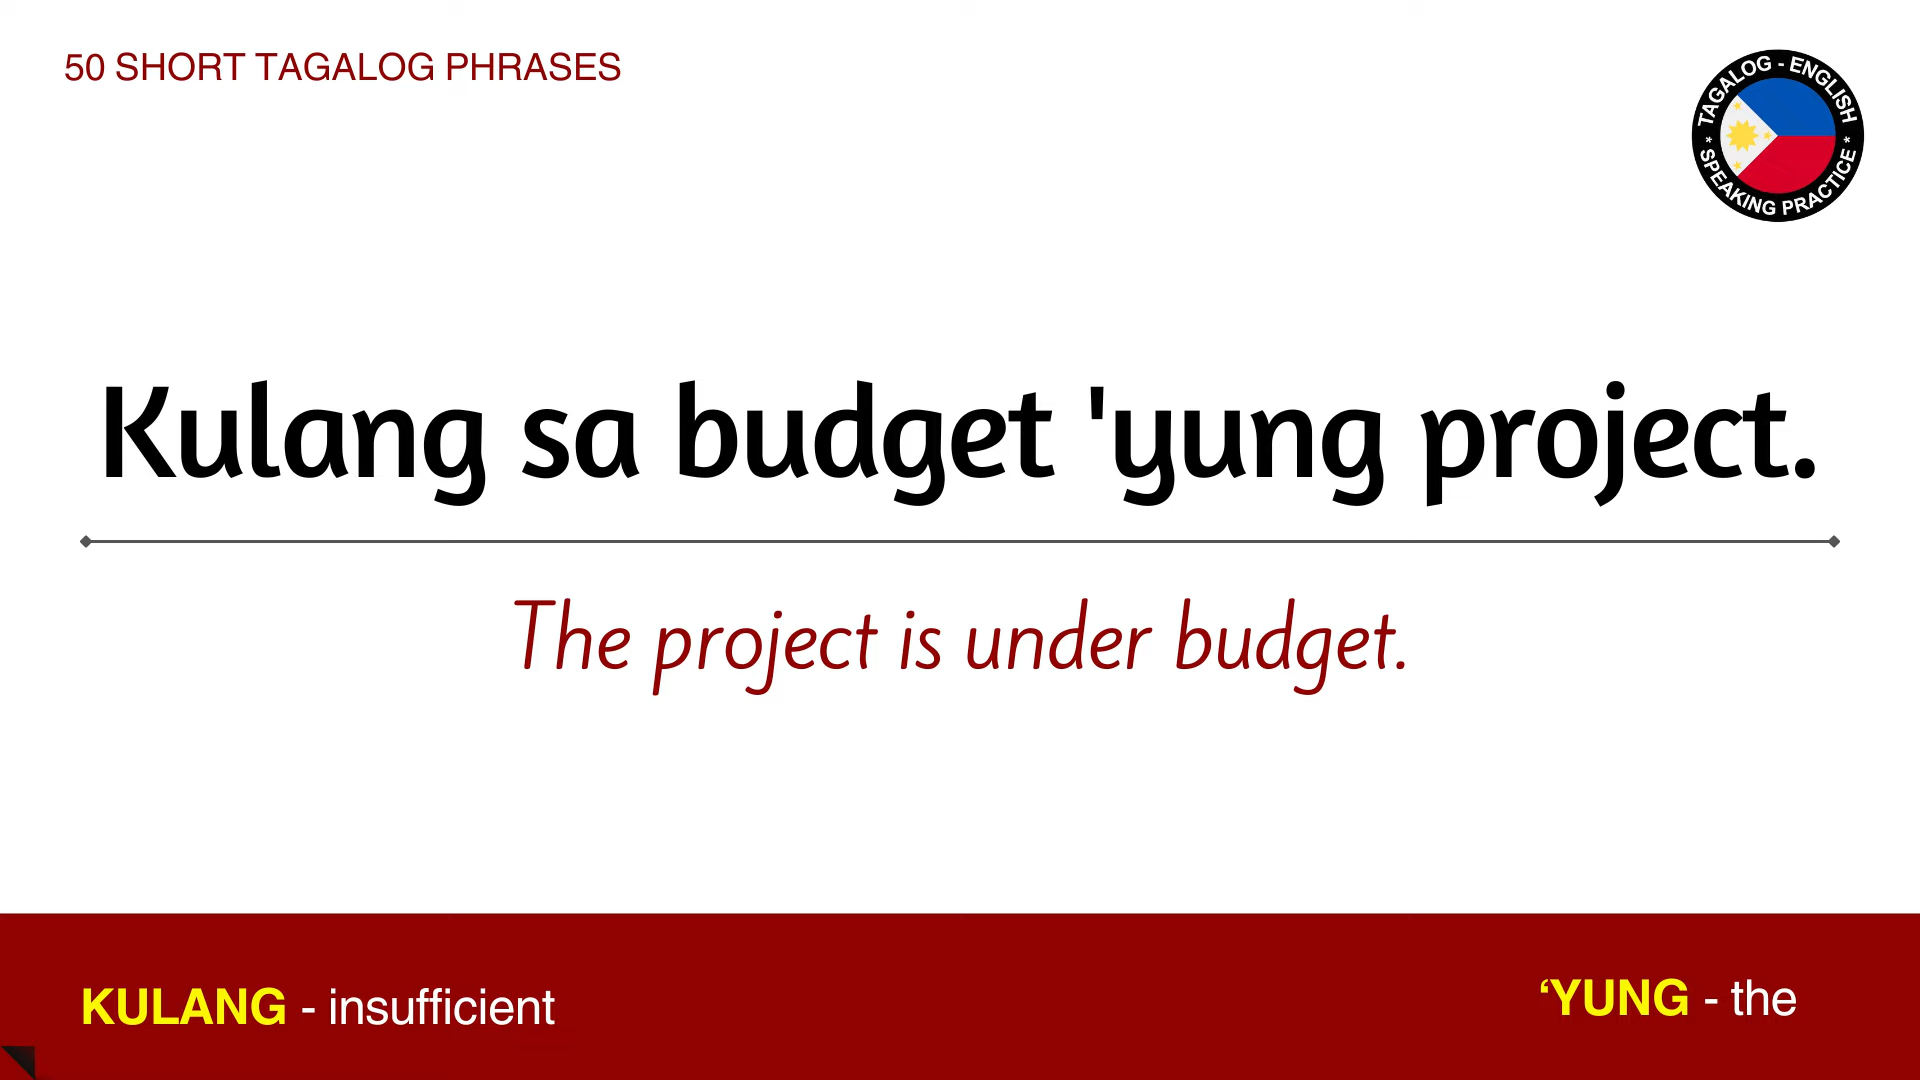 50 SHORT TAGALOG PHRASES
TAGALOG - ENGLISH
* SPEAKING PRACTICE *
Kulang sa budget 'yung project.
The project is under budget.
KULANG - insufficient
‘YUNG - the